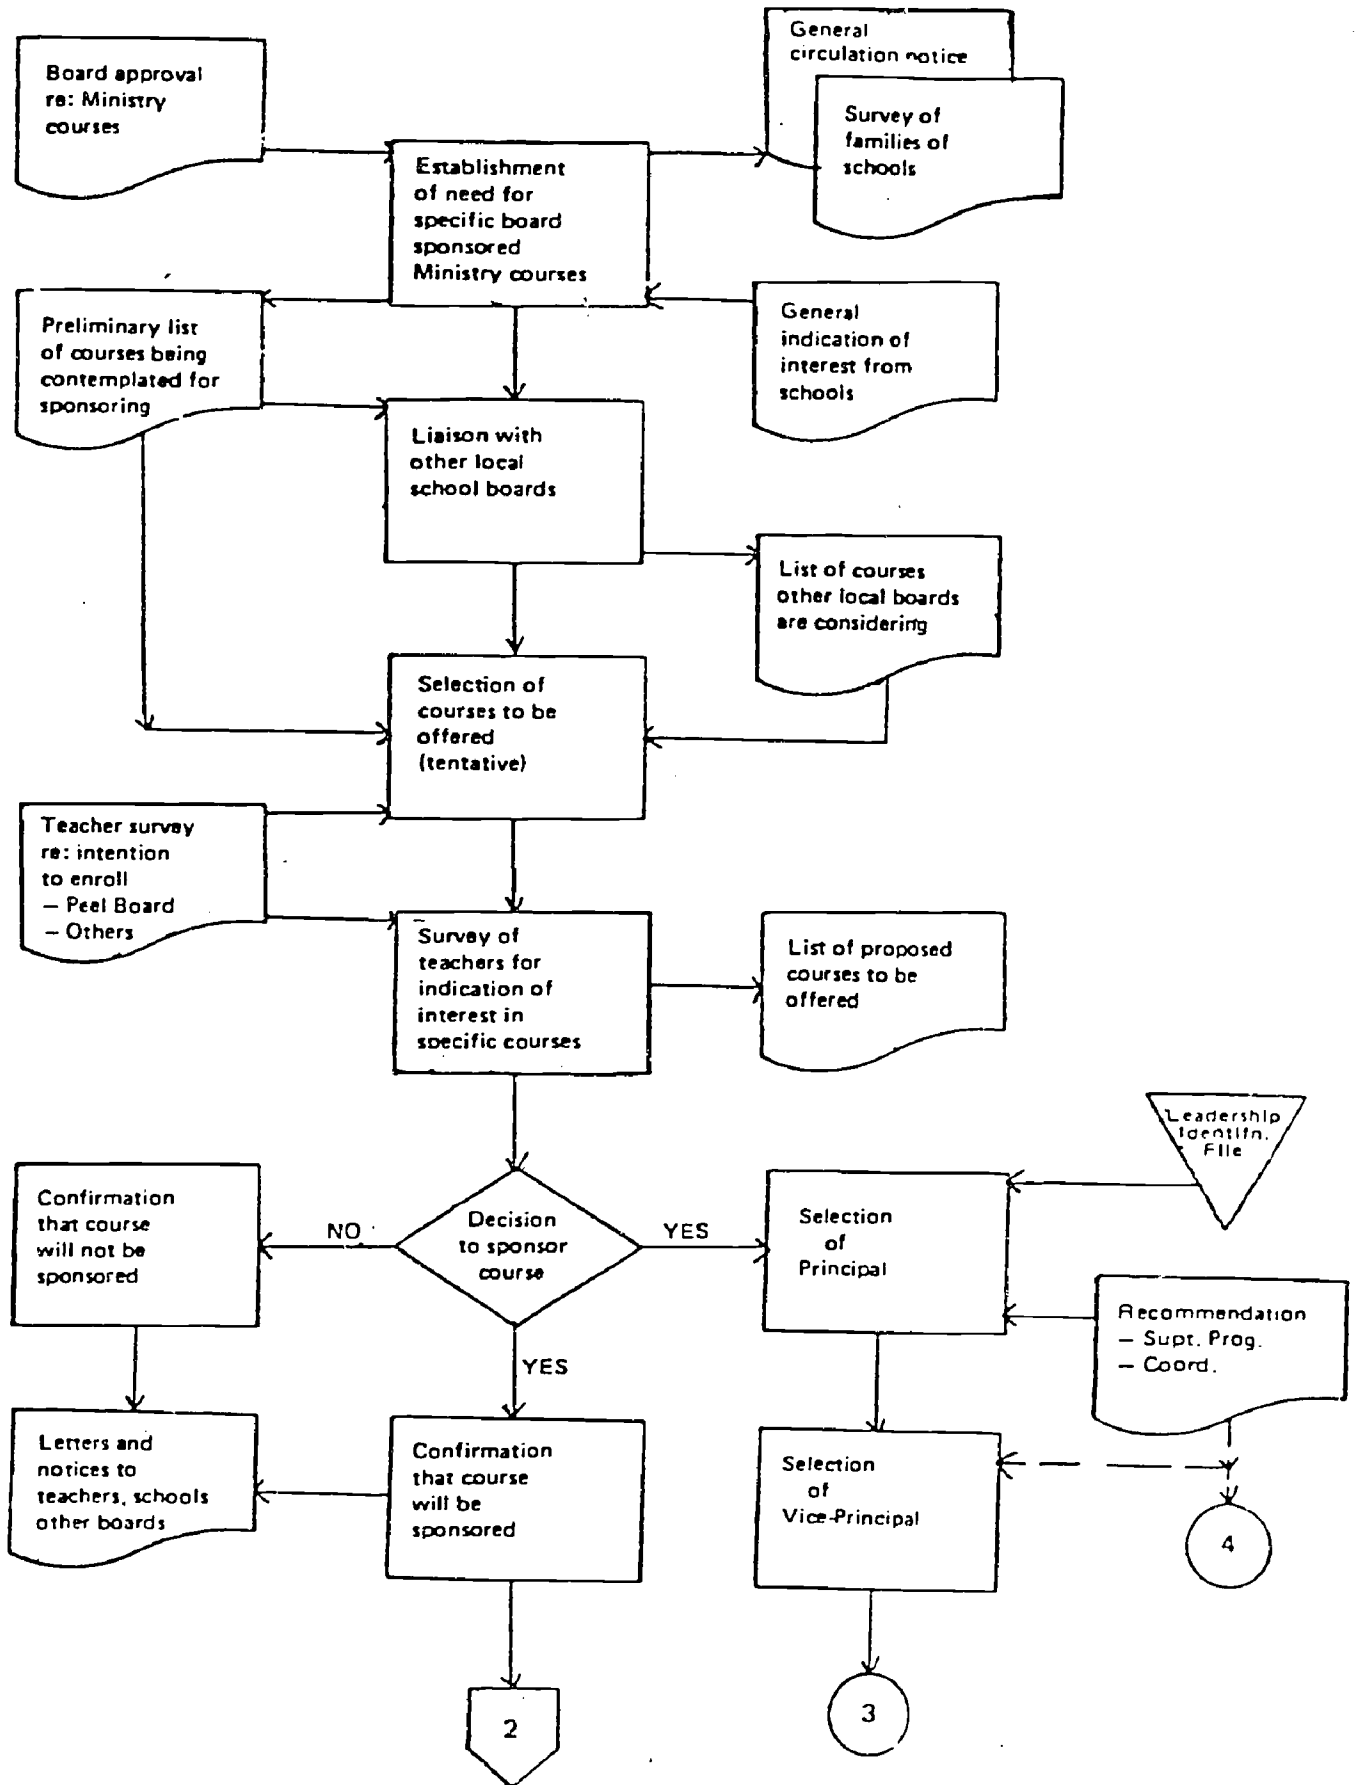 Board approval
re: Ministry
courses
General
circulation notice
Survey of
families of
schools
Establishment
of need for
specific board
sponsored
Ministry courses
Preliminary list
of courses being
contemplated for
sponsoring
General
indication of
interest from
schools
Liaison with
other local
school boards
List of courses
other local boards
are considering
Selection of
courses to be
offered
(tentative)
Teacher survey
re: intention
to enroll
— Peel Board
— Others
Survey of
teachers for
indication of
interest in
specific courses
List of proposed
courses to be
offered
Leadership
Identifn.
File
Confirmation
that course
will not be
sponsored
NO
Decision
to sponsor
course
YES
Selection
of
Principal
Recommendation
— Supt. Prog.
— Coord.
YES
Letters and
notices to
teachers, schools
other boards
Confirmation
that course
will be
sponsored
Selection
of
Vice-Principal
4
2
3